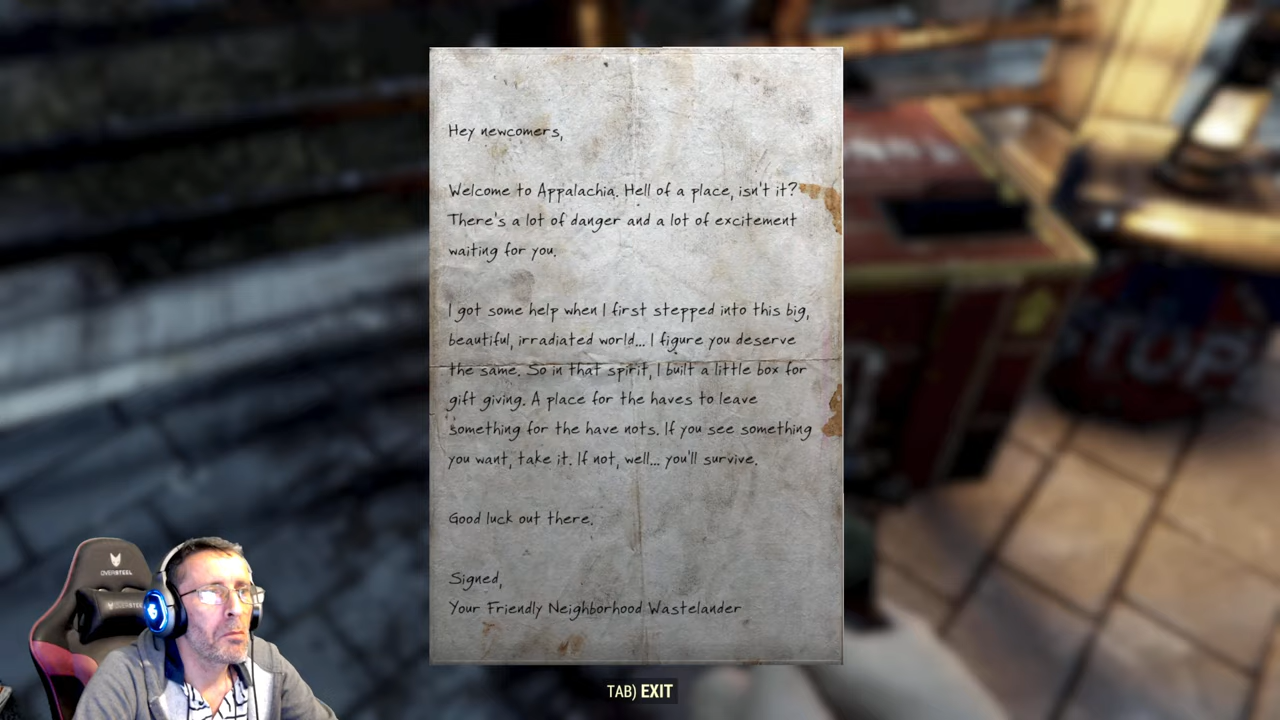 Hey newcomers,
Welcome to Appalachia. Hell of a place, isn't it?
There's a lot of danger and a lot of excitement
waiting for you.
I got some help when I first stepped into this big,
beautiful, irradiated world... I figure you deserve
the same. So in that spirit, I built a little box for
gift giving. A place for the haves to leave
something for the have nots. If you see something
you want, take it. If not, well... you'll survive.
Good luck out there.
Signed,
Your Friendly Neighborhood Wastelander
TAB) EXIT
STOP
OVERSTEEL